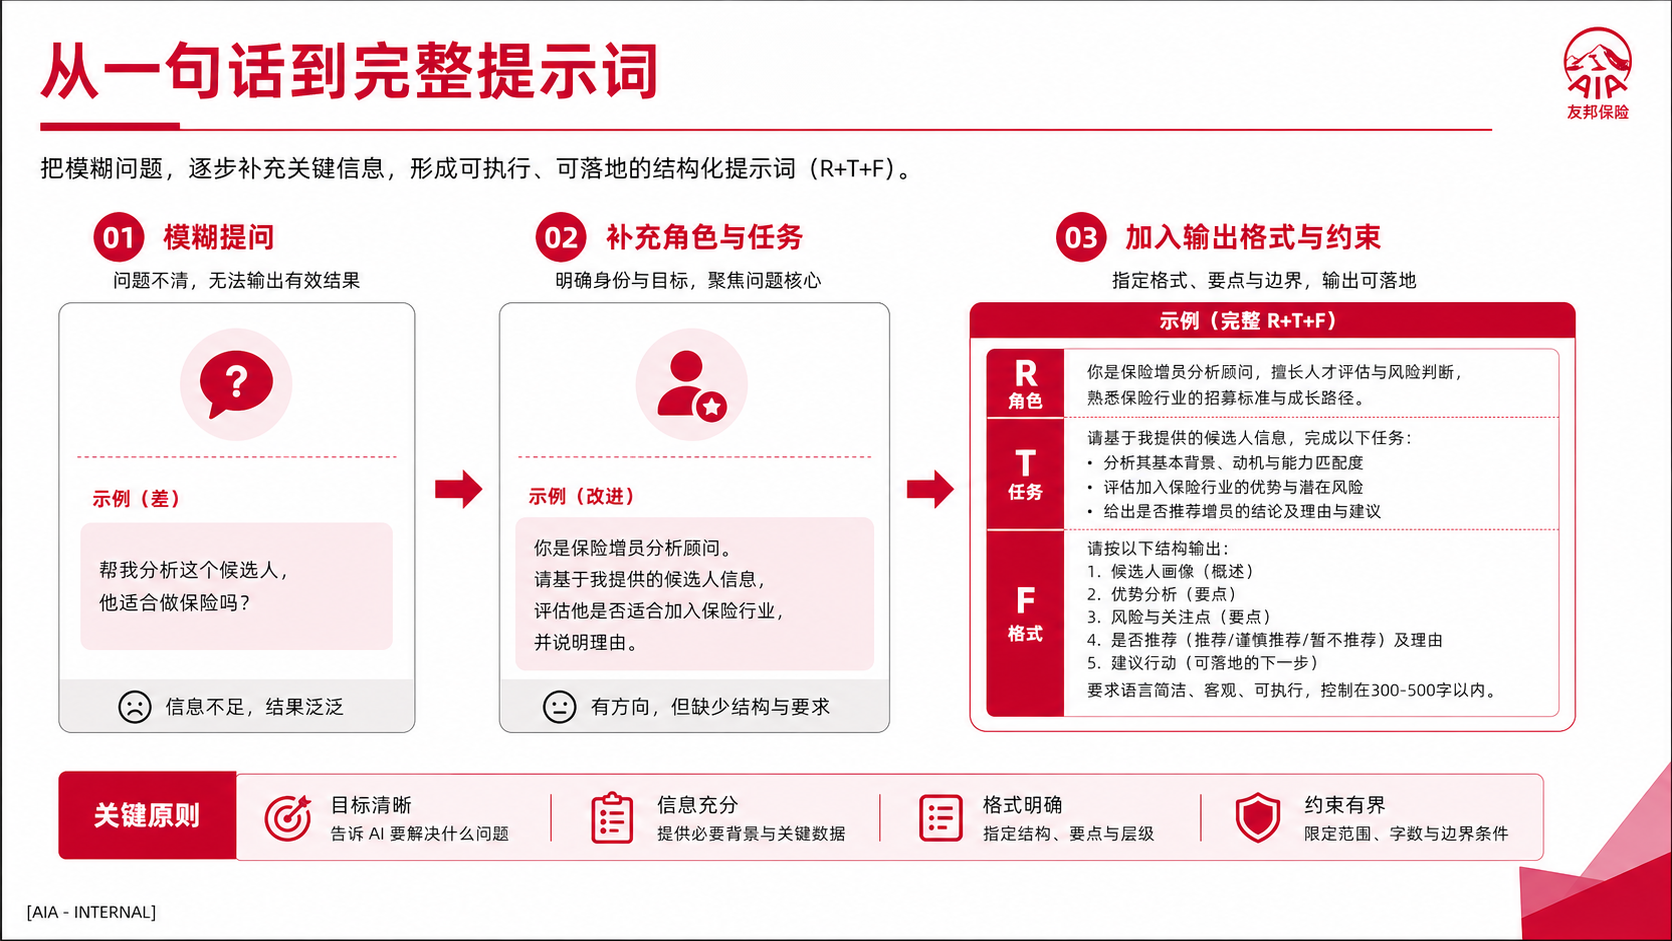 从一句话到完整提示词
AIA
友邦保险
把模糊问题，逐步补充关键信息，形成可执行、可落地的结构化提示词（R+T+F）。
01 模糊提问
问题不清，无法输出有效结果
?
示例（差）
帮我分析这个候选人，
他适合做保险吗？
信息不足，结果泛泛
02 补充角色与任务
明确身份与目标，聚焦问题核心
示例（改进）
你是保险增员分析顾问。
请基于我提供的候选人信息，
评估他是否适合加入保险行业，
并说明理由。
有方向，但缺少结构与要求
03 加入输出格式与约束
指定格式、要点与边界，输出可落地
示例（完整 R+T+F）
R
角色
你是保险增员分析顾问，擅长人才评估与风险判断，
熟悉保险行业的招募标准与成长路径。
T
任务
请基于我提供的候选人信息，完成以下任务：
• 分析其基本背景、动机与能力匹配度
• 评估加入保险行业的优势与潜在风险
• 给出是否推荐增员的结论及理由与建议
F
格式
请按以下结构输出：
1. 候选人画像（概述）
2. 优势分析（要点）
3. 风险与关注点（要点）
4. 是否推荐（推荐/谨慎推荐/暂不推荐）及理由
5. 建议行动（可落地的下一步）
要求语言简洁、客观、可执行，控制在300-500字以内。
关键原则
目标清晰
告诉 AI 要解决什么问题
信息充分
提供必要背景与关键数据
格式明确
指定结构、要点与层级
约束有界
限定范围、字数与边界条件
[AIA - INTERNAL]